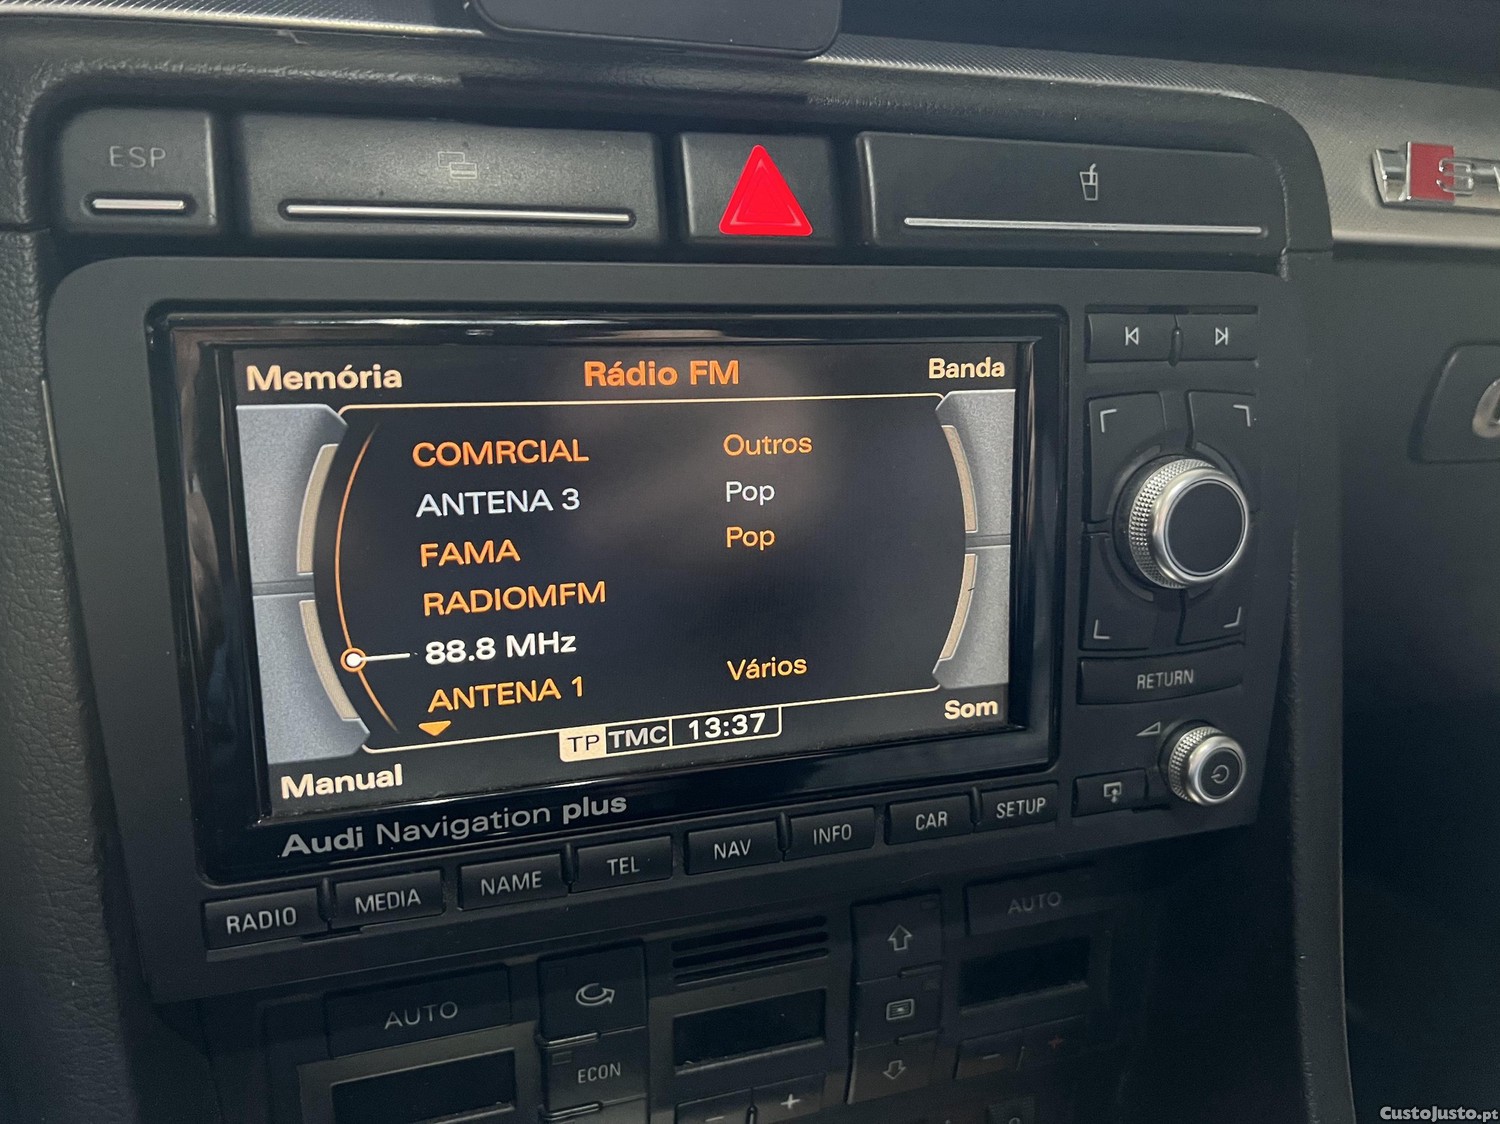 ESP
S
Memória Rádio FM Banda
COMRCIAL Outros
ANTENA 3 Pop
FAMA Pop
RADIOMFM
88.8 MHz
ANTENA 1 Vários
TP TMC 13:37
Manual Som
RETURN
Audi Navigation plus
RADIO MEDIA NAME TEL NAV INFO CAR SETUP
AUTO AUTO
ECON
CustoJusto.pt